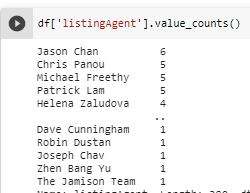 df['listingAgent'].value_counts()
Jason Chan 6
Chris Panou 5
Michael Freethy 5
Patrick Lam 5
Helena Zaludova 4
..
Dave Cunningham 1
Robin Dustan 1
Joseph Chav 1
Zhen Bang Yu 1
The Jamison Team 1